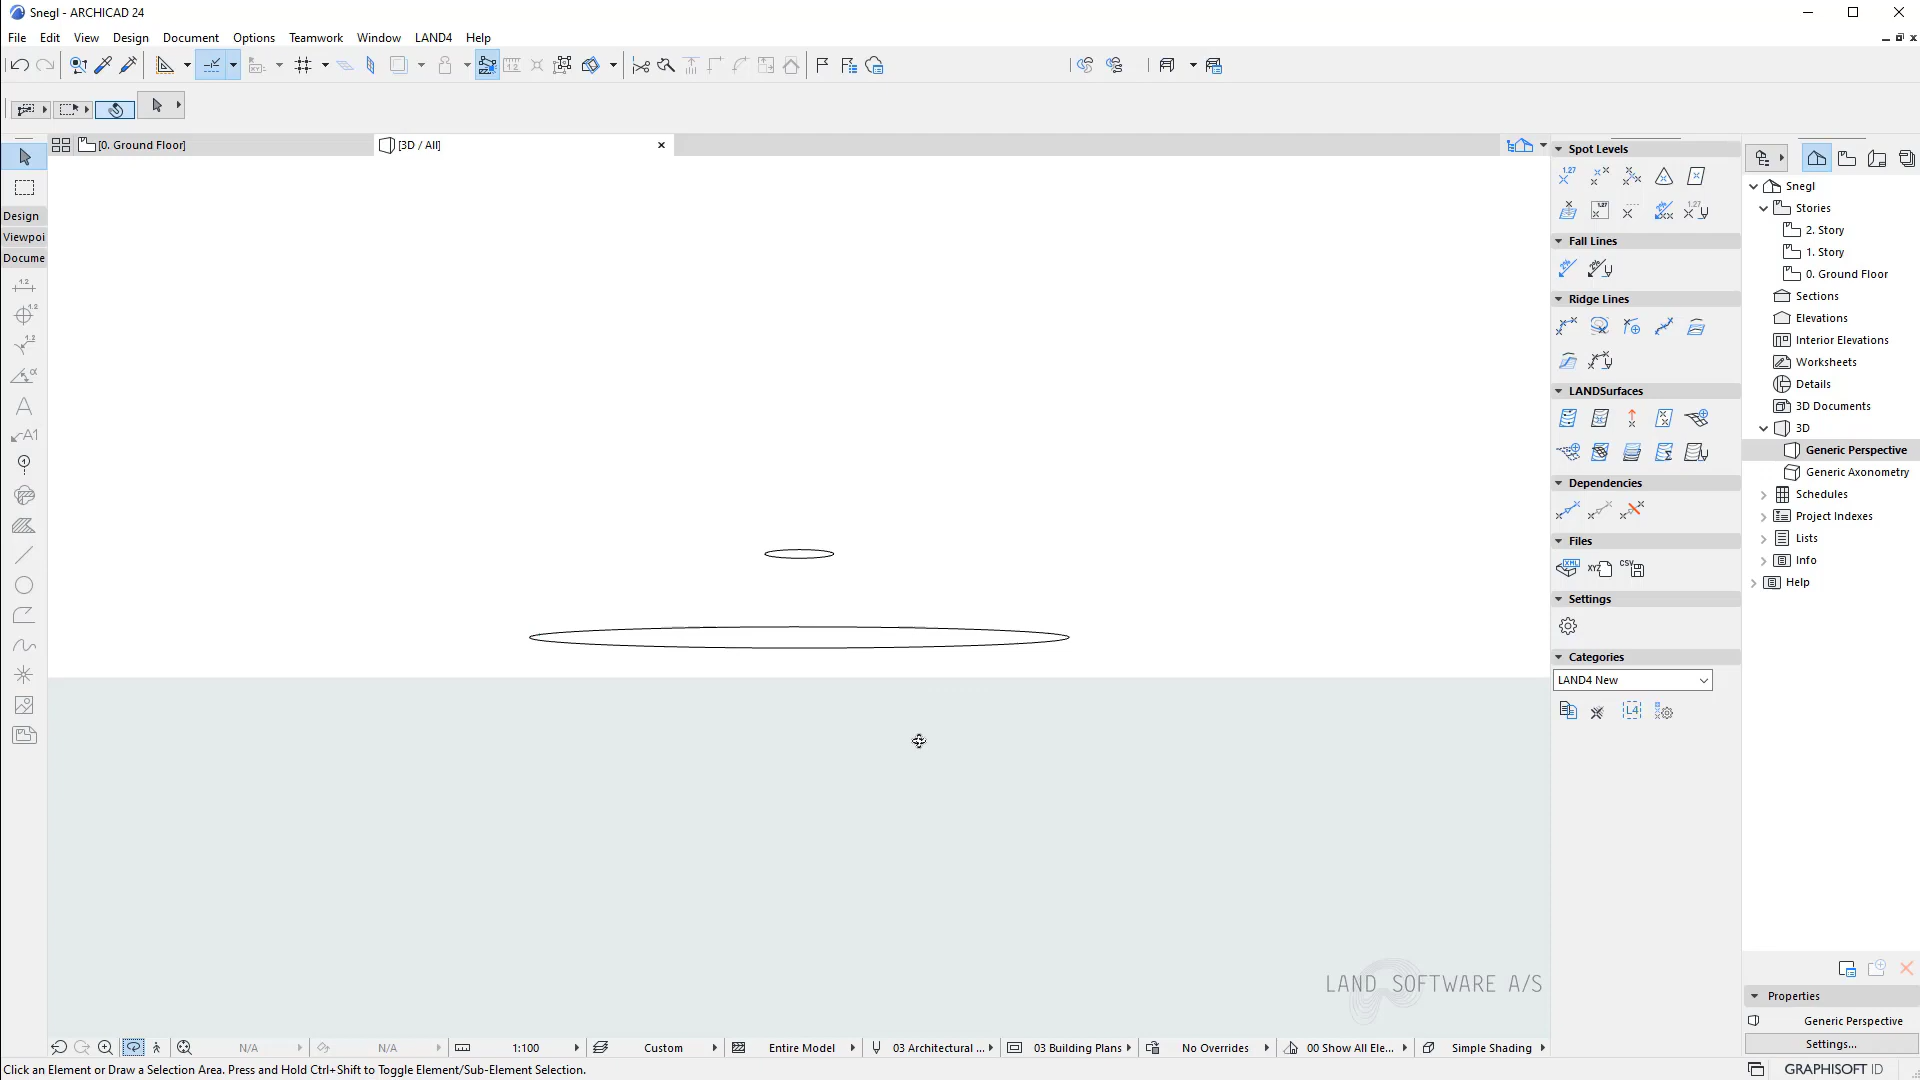 Snegl - ARCHICAD 24
File Edit View Design Document Options Teamwork Window LAND4 Help
[0. Ground Floor]
[3D / All]
Design
Viewpoi
Docume
Spot Levels
Fall Lines
Ridge Lines
LANDSurfaces
Dependencies
Files
Settings
Categories
LAND4 New
Snegl
Stories
2. Story
1. Story
0. Ground Floor
Sections
Elevations
Interior Elevations
Worksheets
Details
3D Documents
3D
Generic Perspective
Generic Axonometry
Schedules
Project Indexes
Lists
Info
Help
Properties
Generic Perspective
Settings...
LAND SOFTWARE A/S
N/A
N/A
1:100
Custom
Entire Model
03 Architectural ...
03 Building Plans
No Overrides
00 Show All Ele...
Simple Shading
Click an Element or Draw a Selection Area. Press and Hold Ctrl+Shift to Toggle Element/Sub-Element Selection.
GRAPHISOFT ID